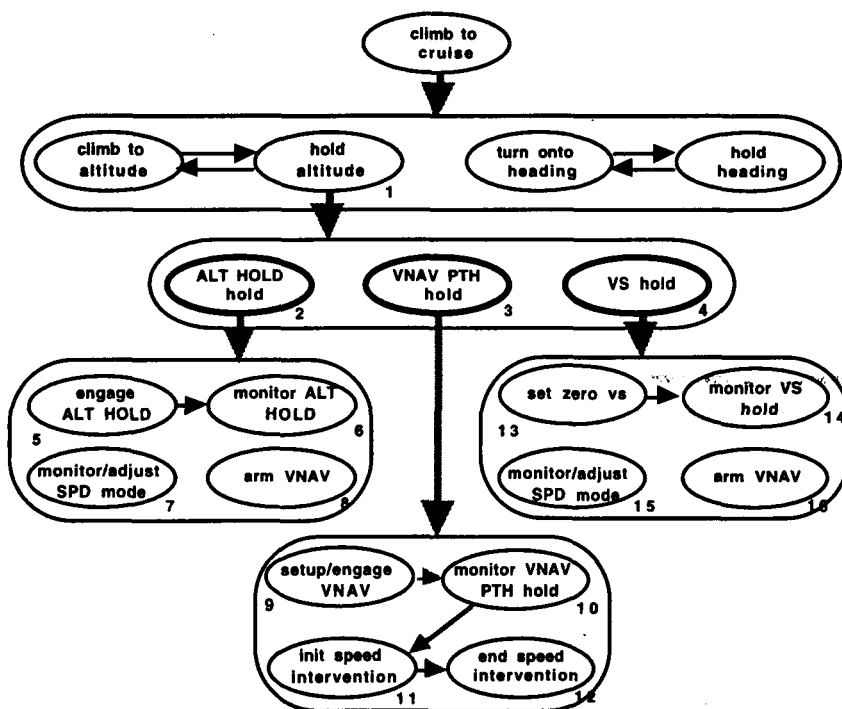 climb to
cruise
climb to
altitude
hold
altitude
1
turn onto
heading
hold
heading
ALT HOLD
hold
2
VNAV PTH
hold
3
VS hold
4
engage
ALT HOLD
5
monitor ALT
HOLD
6
monitor/adjust
SPD mode
7
arm VNAV
8
set zero vs
13
monitor VS
hold
14
monitor/adjust
SPD mode
15
arm VNAV
16
setup/engage
VNAV
9
monitor VNAV
PTH hold
10
init speed
intervention
11
end speed
intervention
12